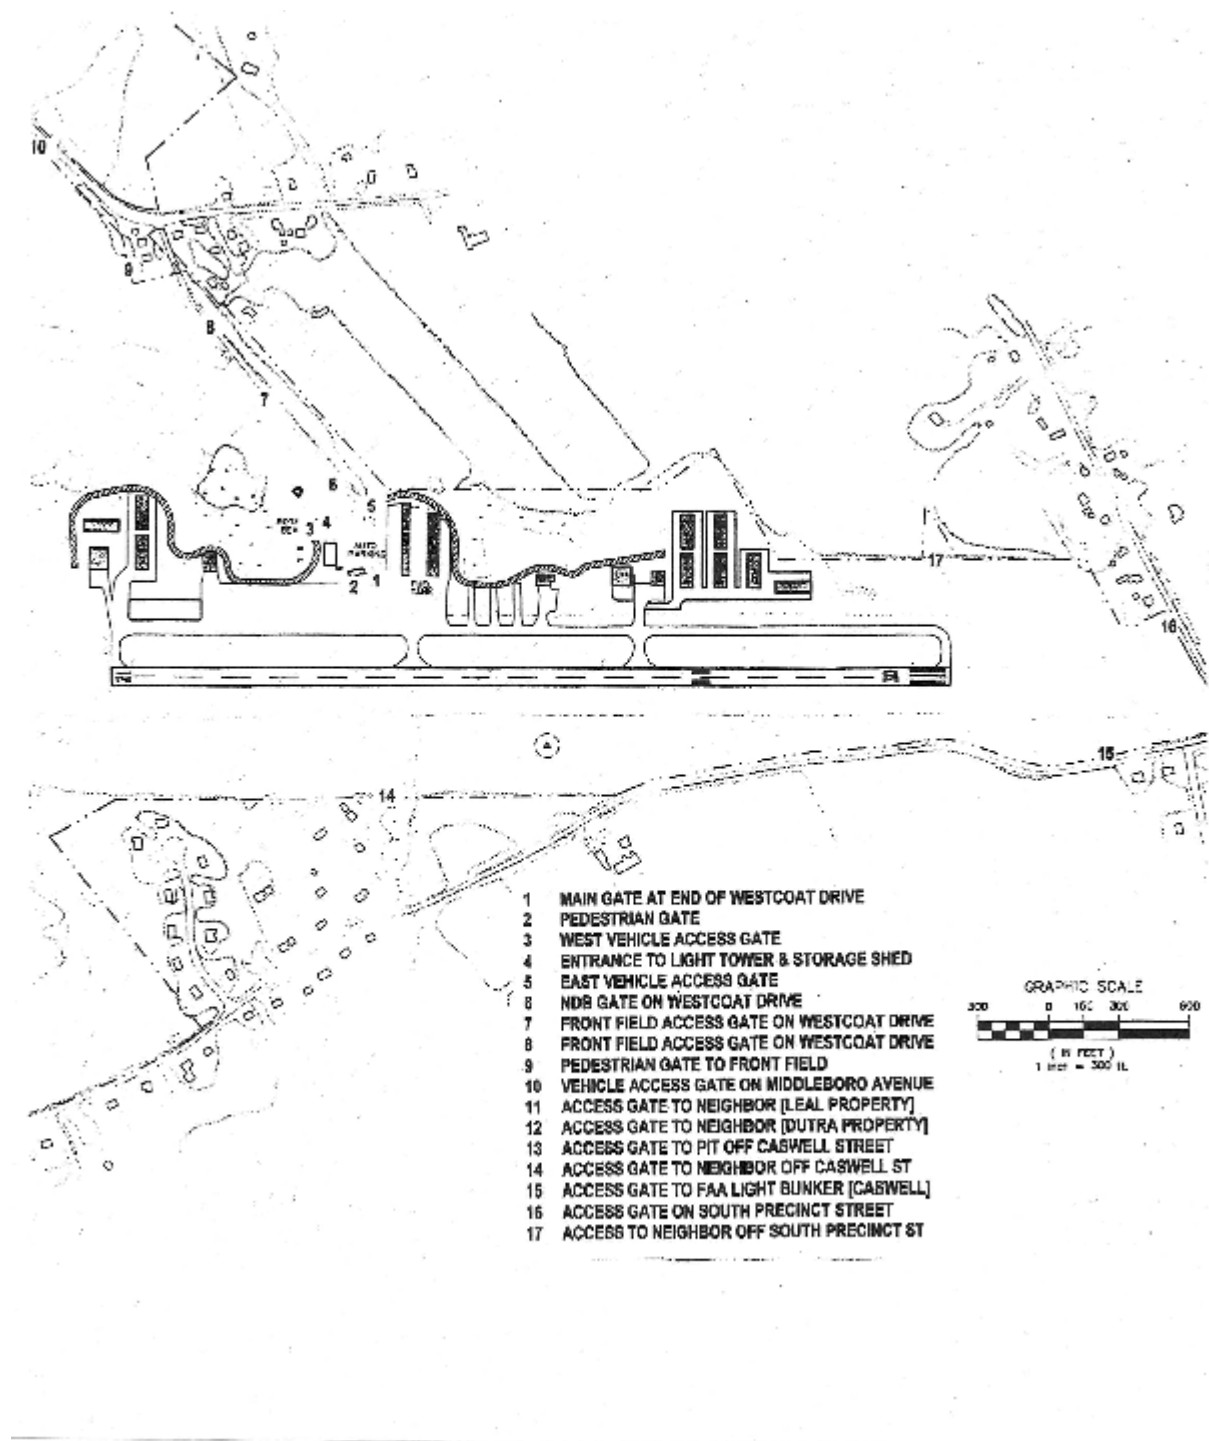 10
9
8
7
6
5
4
3
AUTO
PARKING
1
2
17
16
15
14
1 MAIN GATE AT END OF WESTCOAT DRIVE
2 PEDESTRIAN GATE
3 WEST VEHICLE ACCESS GATE
4 ENTRANCE TO LIGHT TOWER & STORAGE SHED
5 EAST VEHICLE ACCESS GATE
6 NDB GATE ON WESTCOAT DRIVE
7 FRONT FIELD ACCESS GATE ON WESTCOAT DRIVE
8 FRONT FIELD ACCESS GATE ON WESTCOAT DRIVE
9 PEDESTRIAN GATE TO FRONT FIELD
10 VEHICLE ACCESS GATE ON MIDDLEBORO AVENUE
11 ACCESS GATE TO NEIGHBOR [LEAL PROPERTY]
12 ACCESS GATE TO NEIGHBOR [DUTRA PROPERTY]
13 ACCESS GATE TO PIT OFF CASWELL STREET
14 ACCESS GATE TO NEIGHBOR OFF CASWELL ST
15 ACCESS GATE TO FAA LIGHT BUNKER [CASWELL]
16 ACCESS GATE ON SOUTH PRECINCT STREET
17 ACCESS TO NEIGHBOR OFF SOUTH PRECINCT ST
GRAPHIC SCALE
300 0 150 300 600
( IN FEET )
1 inch = 300 ft.